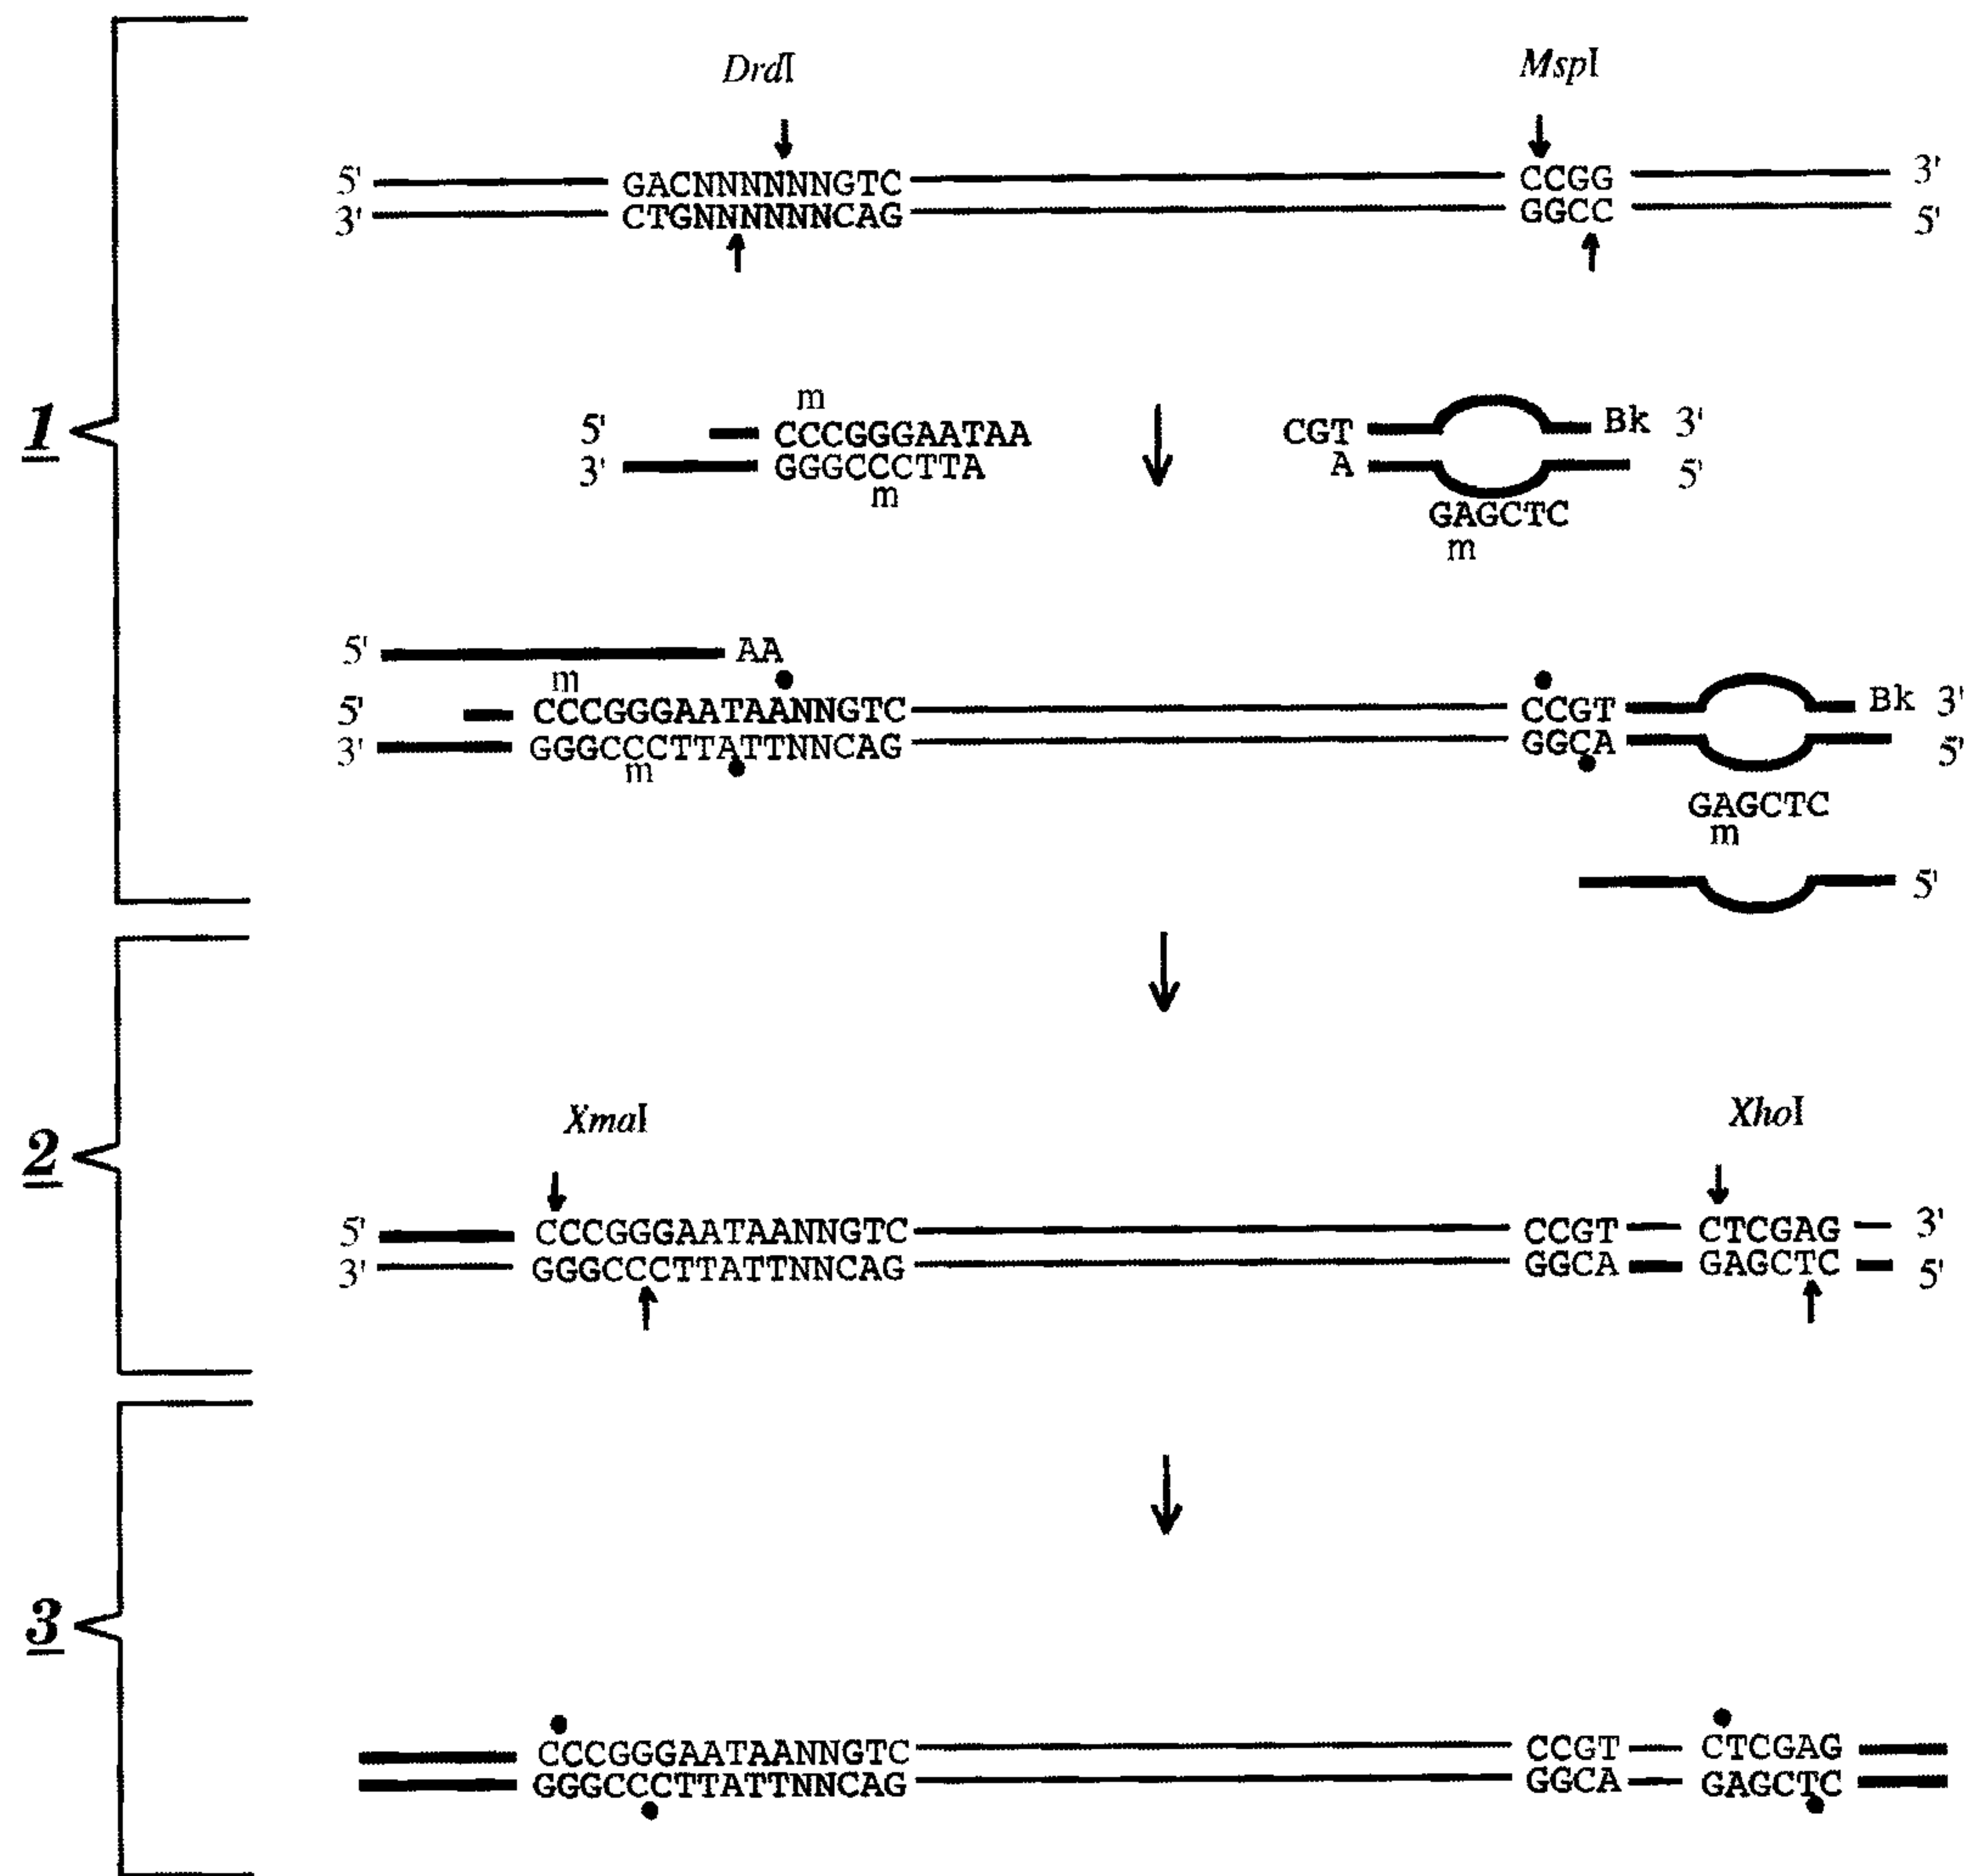 DrdI MspI
5' GACNNNNNNGTC CCGG 3'
3' CTGNNNNNNCAG GGCC 5'
1
m
5' CCCGGGAATAA CGT Bk 3'
3' GGGCCCTTA A 5'
m GAGCTC
m
5' AA
m
5' CCCGGGAATAANNGTC CCGT Bk 3'
3' GGGCCCTTATTNNCAG GGCA 5'
m
GAGCTC
m
5'
2
XmaI XhoI
5' CCCGGGAATAANNGTC CCGT CTCGAG 3'
3' GGGCCCTTATTNNCAG GGCA GAGCTC 5'
3
CCCGGGAATAANNGTC CCGT CTCGAG
GGGCCCTTATTNNCAG GGCA GAGCTC